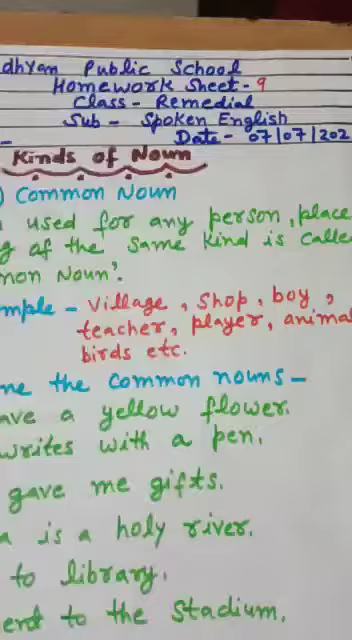 dhyan Public School
Homework Sheet - 9
Class - Remedial
Sub - Spoken English
Date - 07/07/202
Kinds of Noun
) Common Noun
used for any person, place
g of the same kind is calle
mon Noun'.
mple - village, shop, boy,
teacher, player, animal
birds etc.
ne the common nouns -
ave a yellow flower.
writes with a pen.
gave me gifts.
a is a holy river.
to library.
ent to the stadium.